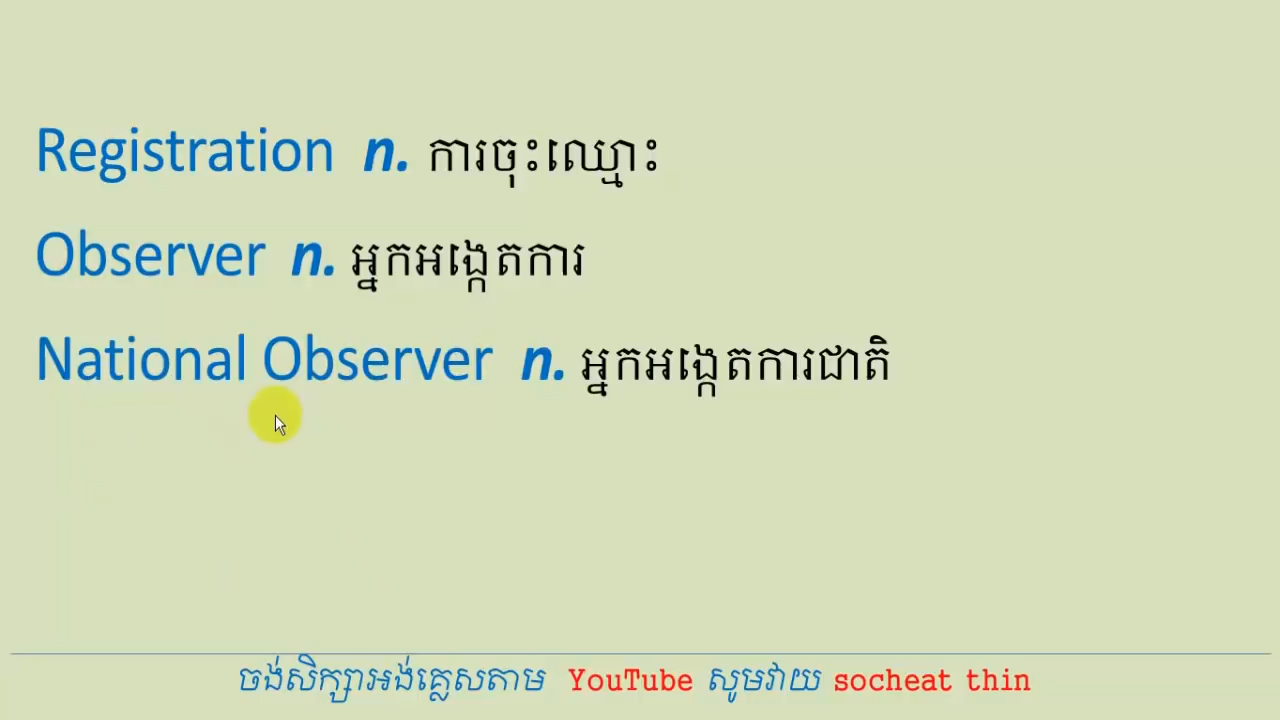 Registration n. ការចុះឈ្មោះ
Observer n. អ្នកអង្កេតការ
National Observer n. អ្នកអង្កេតការជាតិ
ចង់សិក្សាអង់គ្លេសតាម YouTube សូមវាយ socheat thin